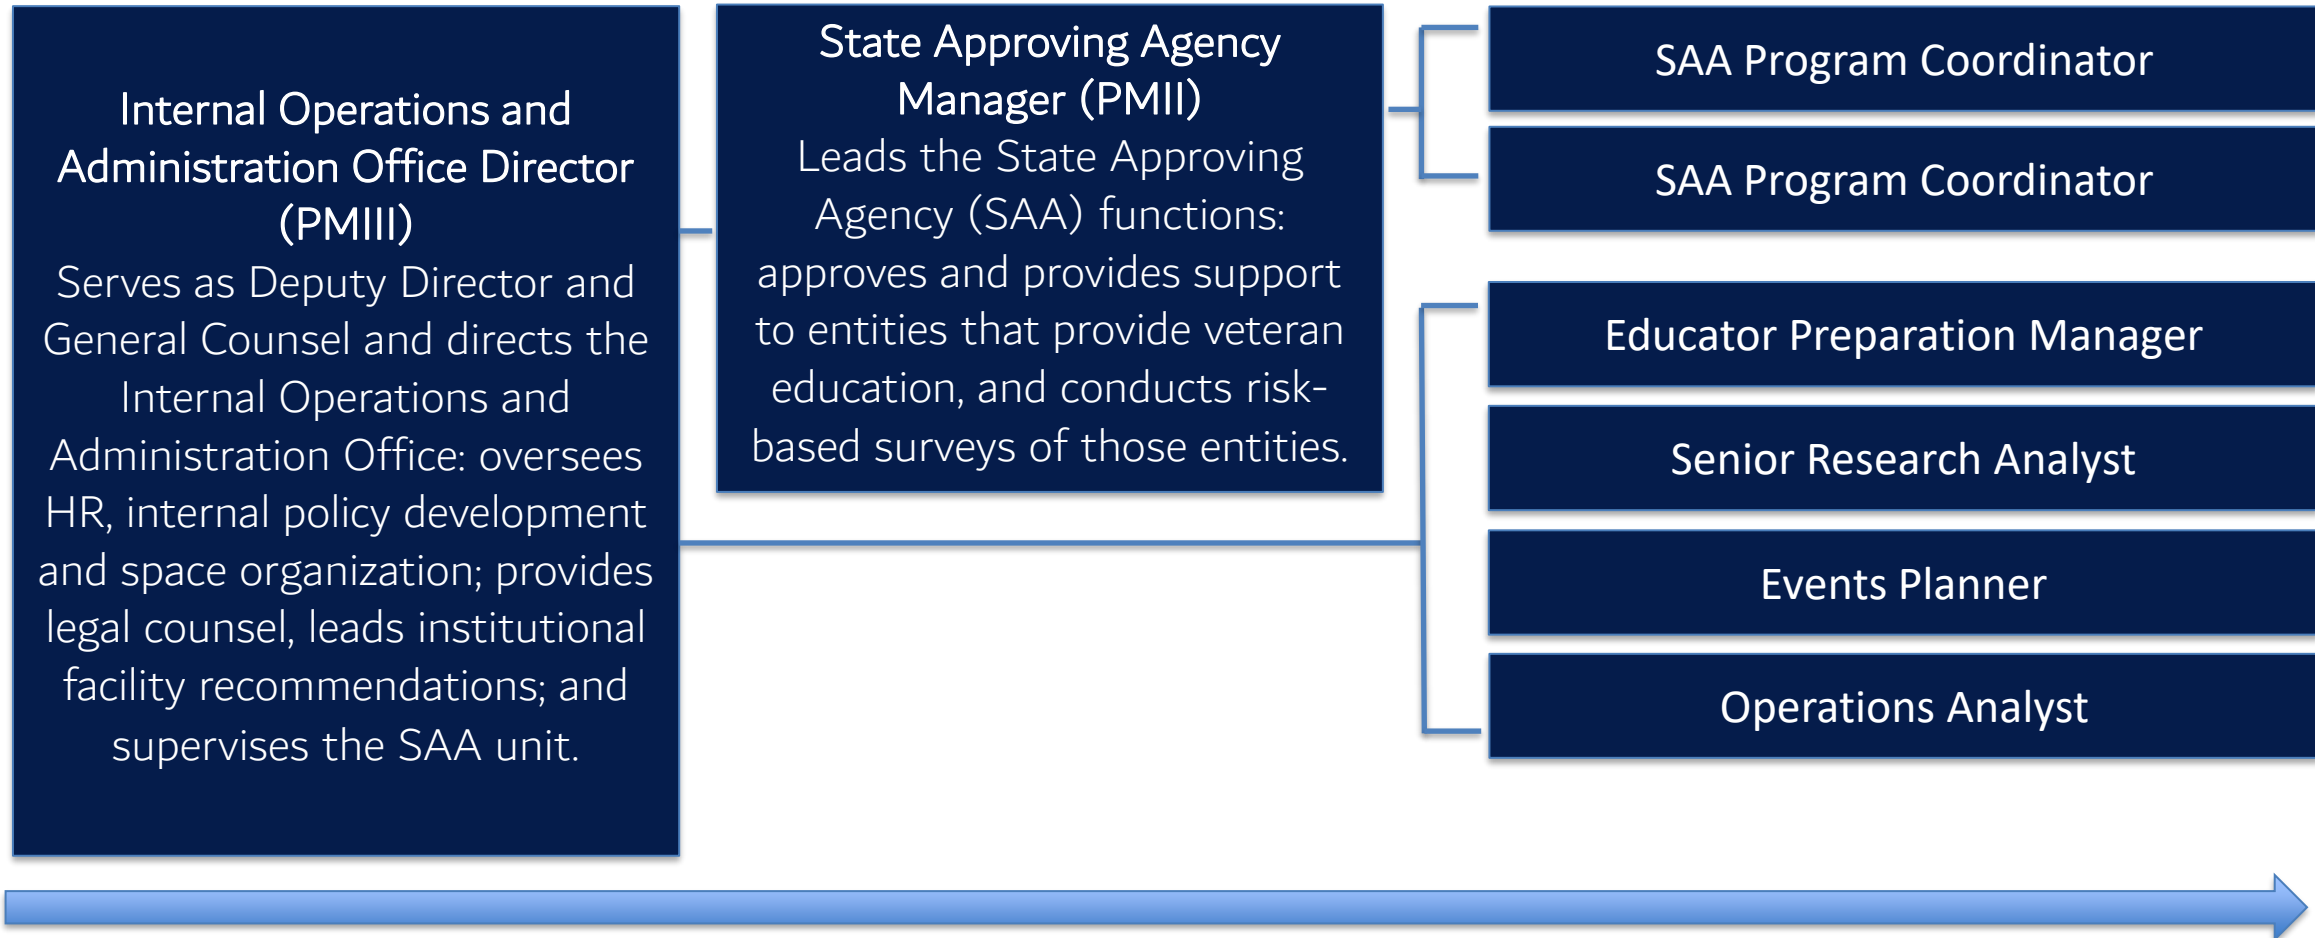 Internal Operations and
Administration Office Director
(PMIII)
Serves as Deputy Director and
General Counsel and directs the
Internal Operations and
Administration Office: oversees
HR, internal policy development
and space organization; provides
legal counsel, leads institutional
facility recommendations; and
supervises the SAA unit.
State Approving Agency
Manager (PMII)
Leads the State Approving
Agency (SAA) functions:
approves and provides support
to entities that provide veteran
education, and conducts risk-
based surveys of those entities.
SAA Program Coordinator
SAA Program Coordinator
Educator Preparation Manager
Senior Research Analyst
Events Planner
Operations Analyst